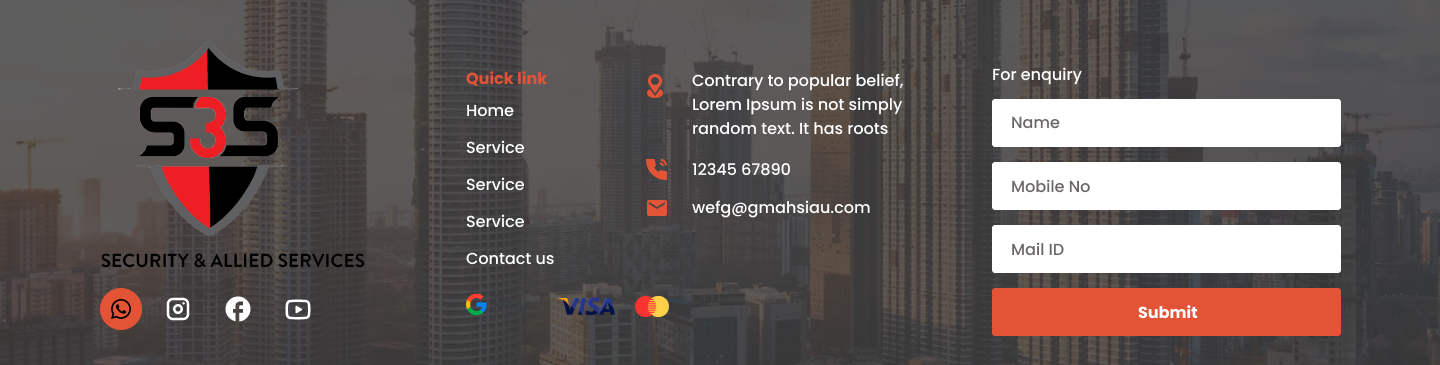 S3S
SECURITY & ALLIED SERVICES
Quick link
Home
Service
Service
Service
Contact us
VISA
Contrary to popular belief,
Lorem Ipsum is not simply
random text. It has roots
12345 67890
wefg@gmahsiau.com
For enquiry
Name
Mobile No
Mail ID
Submit